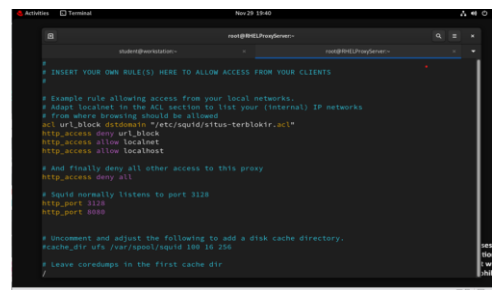 Activities Terminal Nov 29 19:40
root@RHELProxyServer:~
student@workstation:~ root@RHELProxyServer:~
#
# INSERT YOUR OWN RULE(S) HERE TO ALLOW ACCESS FROM YOUR CLIENTS
#
# Example rule allowing access from your local networks.
# Adapt localnet in the ACL section to list your (internal) IP networks
# from where browsing should be allowed
acl url_block dstdomain "/etc/squid/situs-terblokir.acl"
http_access deny url_block
http_access allow localnet
http_access allow localhost
# And finally deny all other access to this proxy
http_access deny all
# Squid normally listens to port 3128
http_port 3128
http_port 8080
# Uncomment and adjust the following to add a disk cache directory.
#cache_dir ufs /var/spool/squid 100 16 256
# Leave coredumps in the first cache dir
/